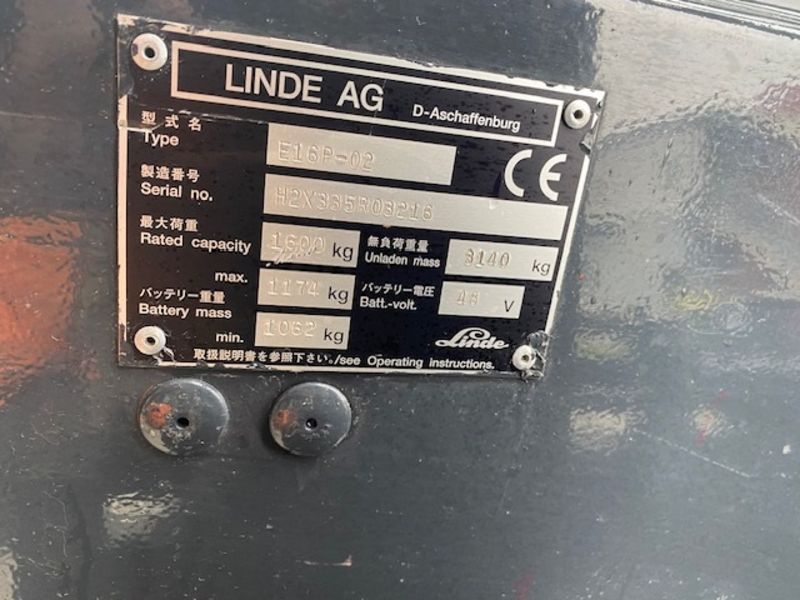 LINDE AG D-Aschaffenburg
型式名
Type E16P-02
CE
製造番号
Serial no. H2X335R03216
最大荷重 無負荷重量
Rated capacity 1600 kg Unladen mass 3140 kg
max. 1174 kg
バッテリー重量 バッテリー電圧
Battery mass Batt.-volt. 48 V
min. 1062 kg
Linde
取扱説明書を参照下さい。/see Operating instructions.